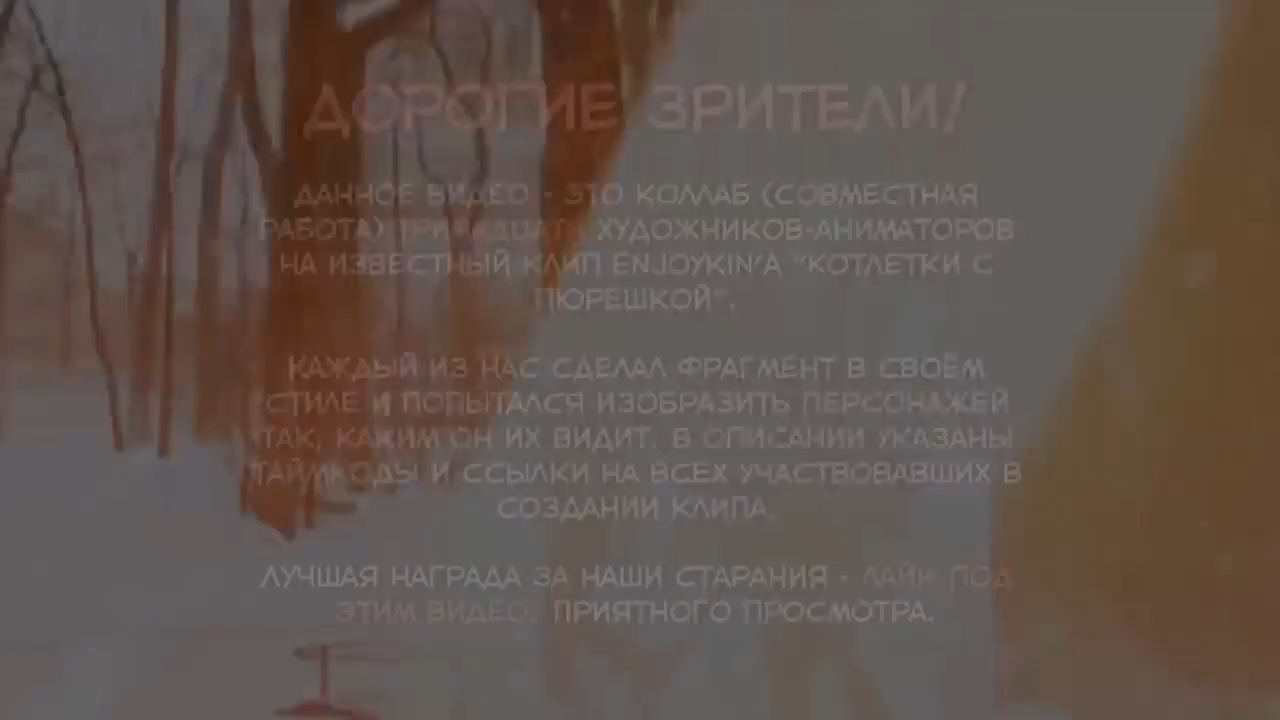 ДОРОГИЕ ЗРИТЕЛИ!
ДАННОЕ ВИДЕО - ЭТО КОЛЛАБ (СОВМЕСТНАЯ
РАБОТА) ТРИНАДЦАТИ ХУДОЖНИКОВ-АНИМАТОРОВ
НА ИЗВЕСТНЫЙ КЛИП ENJOYKIN'А "КОТЛЕТКИ С
ПЮРЕШКОЙ".
КАЖДЫЙ ИЗ НАС СДЕЛАЛ ФРАГМЕНТ В СВОЁМ
СТИЛЕ И ПОПЫТАЛСЯ ИЗОБРАЗИТЬ ПЕРСОНАЖЕЙ
ТАК, КАКИМ ОН ИХ ВИДИТ. В ОПИСАНИИ УКАЗАНЫ
ТАЙМКОДЫ И ССЫЛКИ НА ВСЕХ УЧАСТВОВАВШИХ В
СОЗДАНИИ КЛИПА.
ЛУЧШАЯ НАГРАДА ЗА НАШИ СТАРАНИЯ - ЛАЙК ПОД
ЭТИМ ВИДЕО. ПРИЯТНОГО ПРОСМОТРА.